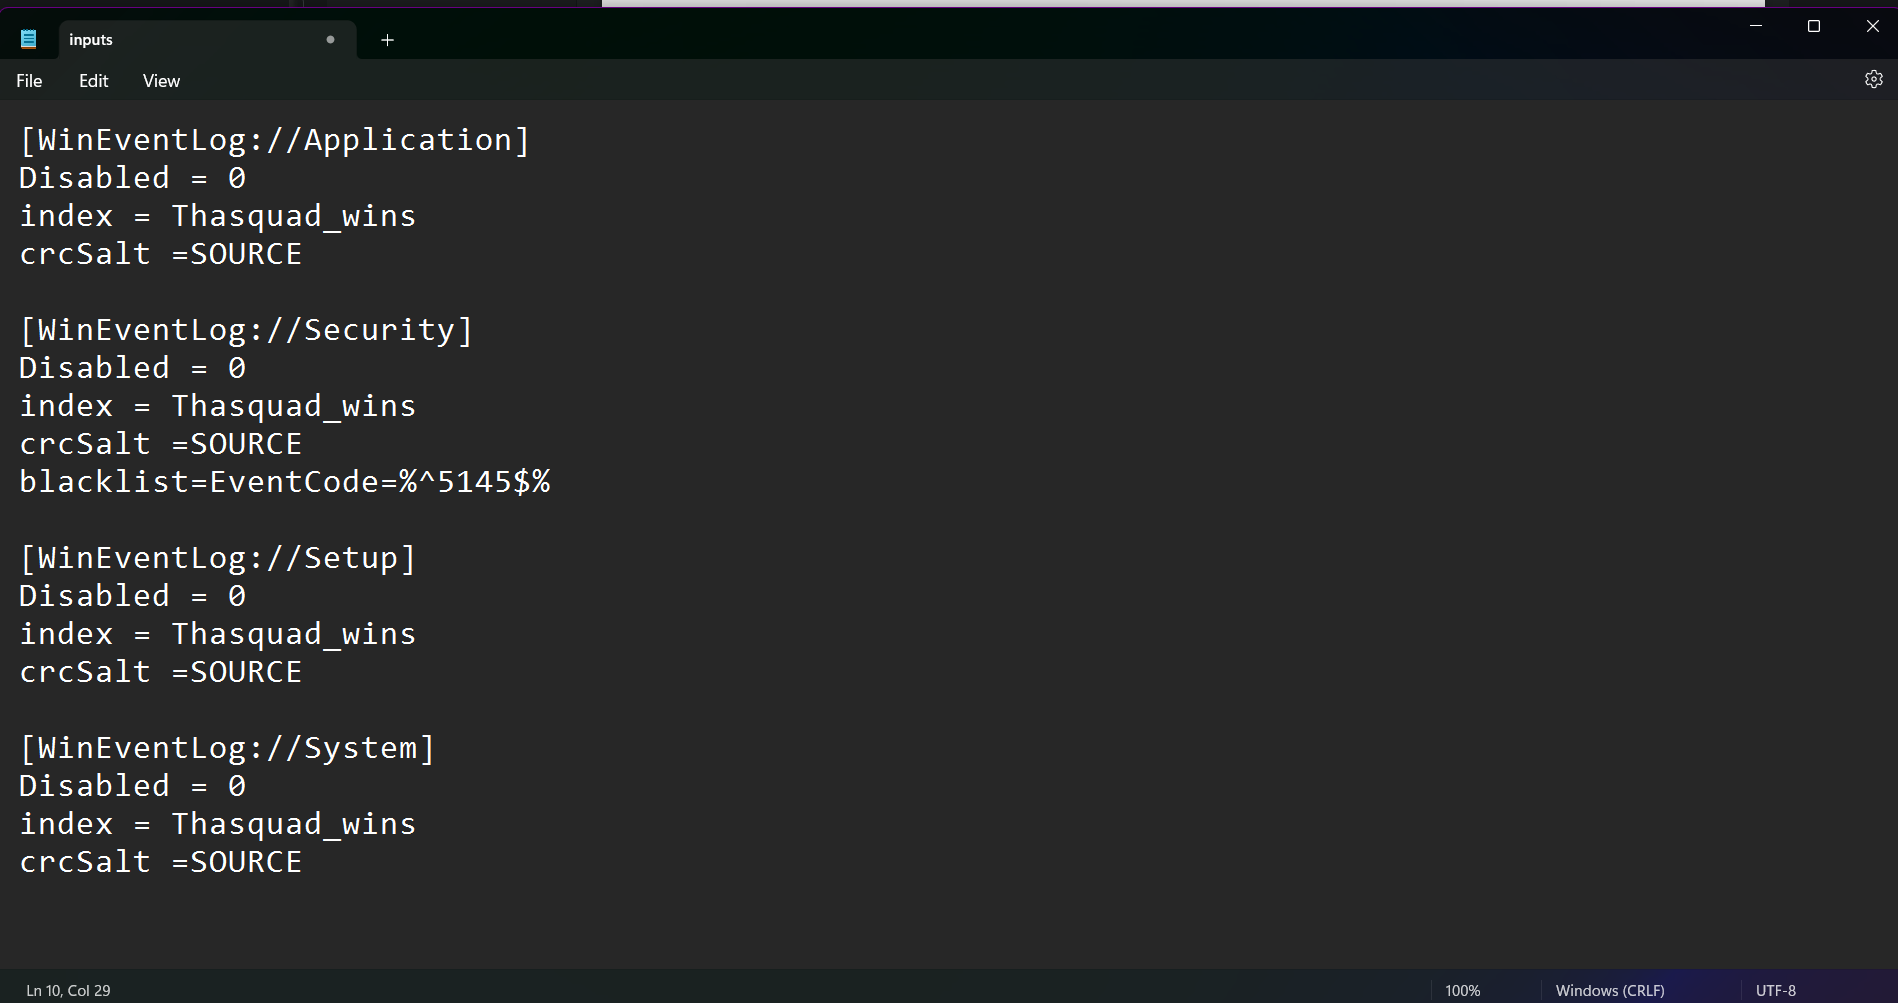 inputs
File Edit View
[WinEventLog://Application]
Disabled = 0
index = Thasquad_wins
crcSalt =SOURCE
[WinEventLog://Security]
Disabled = 0
index = Thasquad_wins
crcSalt =SOURCE
blacklist=EventCode=%^5145$%
[WinEventLog://Setup]
Disabled = 0
index = Thasquad_wins
crcSalt =SOURCE
[WinEventLog://System]
Disabled = 0
index = Thasquad_wins
crcSalt =SOURCE
Ln 10, Col 29 100% Windows (CRLF) UTF-8